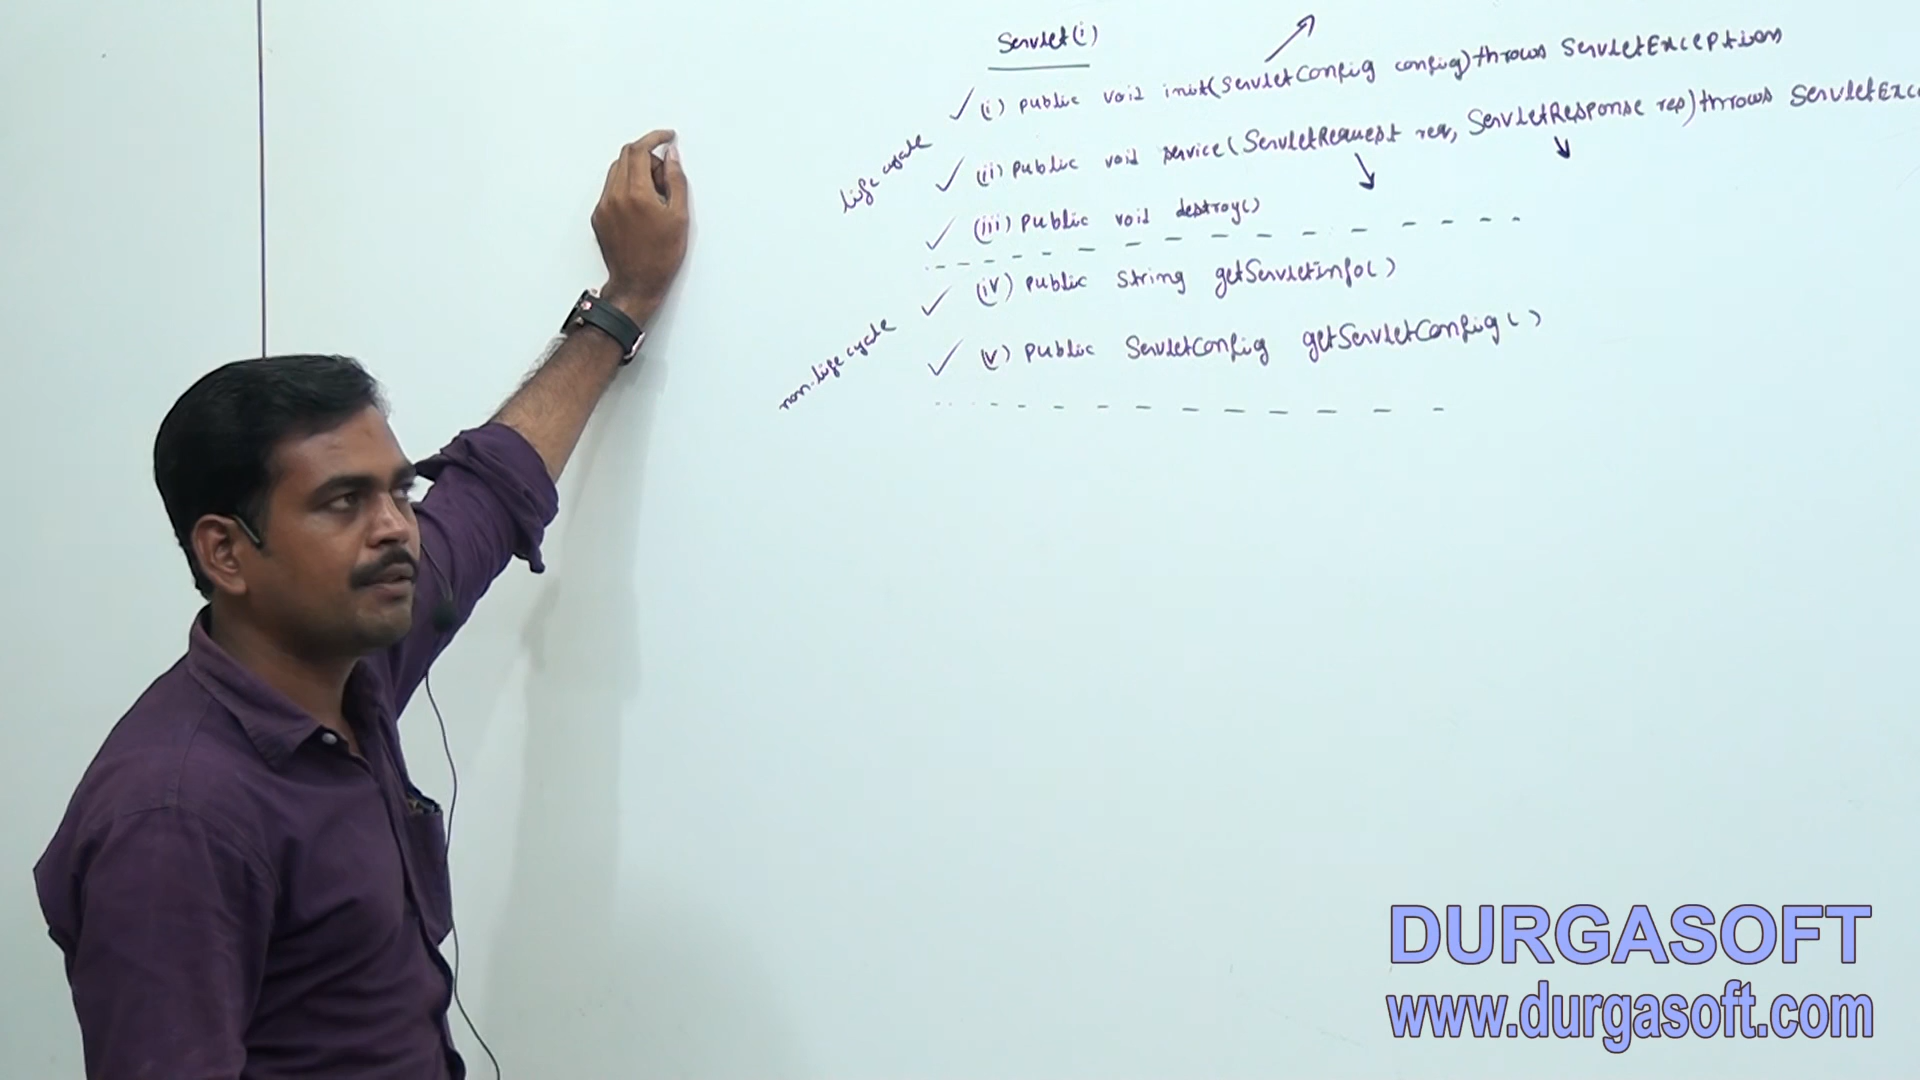 Servlet(i)
(i) public void init(ServletConfig config)throws ServletException
(ii) public void service(ServletRequest req, ServletResponse res)throws ServletExce
life cycle
(iii) public void destroy()
(iv) public String getServletInfo()
non-life cycle
(v) public ServletConfig getServletConfig()
DURGASOFT
www.durgasoft.com